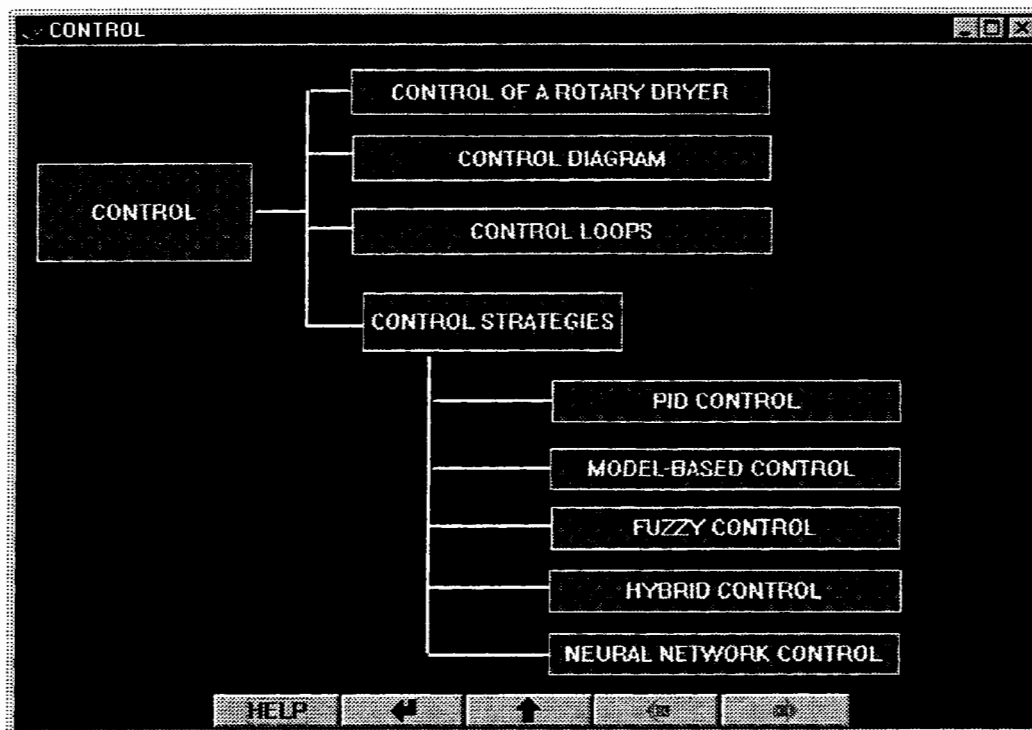 CONTROL
CONTROL OF A ROTARY DRYER
CONTROL DIAGRAM
CONTROL
CONTROL LOOPS
CONTROL STRATEGIES
PID CONTROL
MODEL-BASED CONTROL
FUZZY CONTROL
HYBRID CONTROL
NEURAL NETWORK CONTROL
HELP